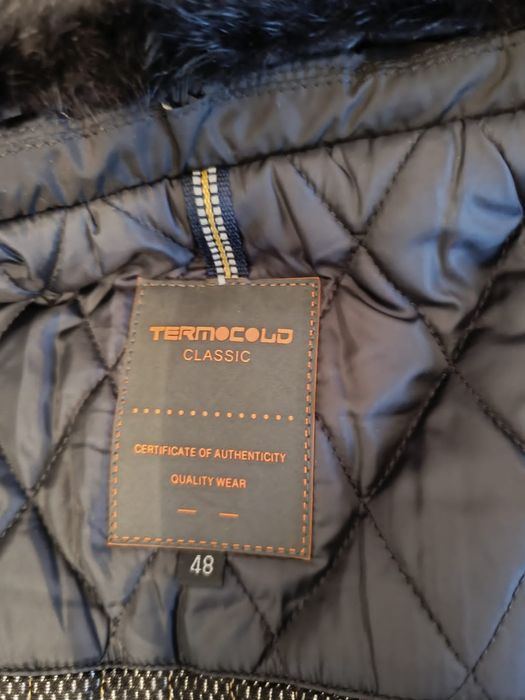 TERMOCOLD
CLASSIC
CERTIFICATE OF AUTHENTICITY
QUALITY WEAR
48